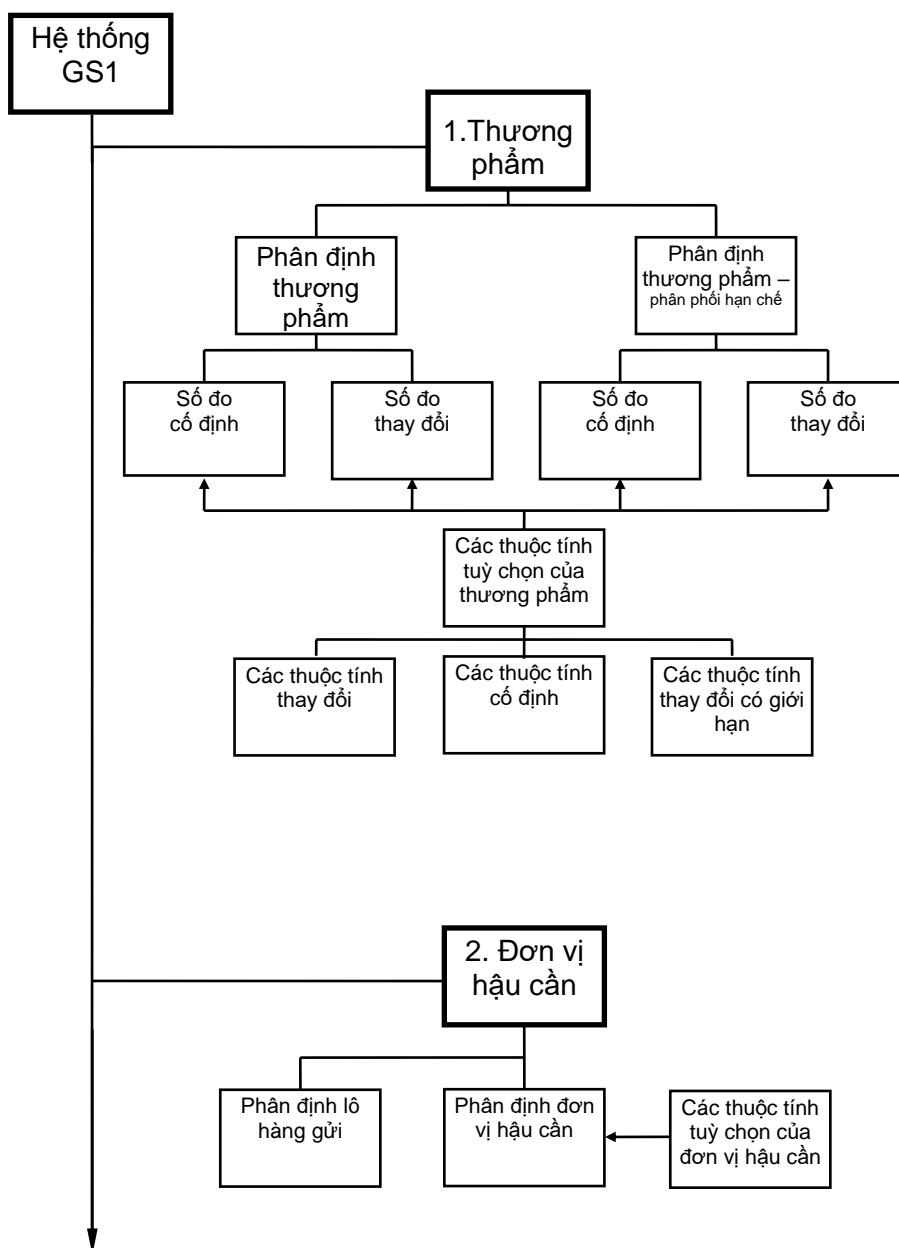 Hệ thống
GS1
1.Thương
phẩm
Phân định
thương
phẩm
Phân định
thương phẩm –
phân phối hạn chế
Số đo
cố định
Số đo
thay đổi
Số đo
cố định
Số đo
thay đổi
Các thuộc tính
tuỳ chọn của
thương phẩm
Các thuộc tính
thay đổi
Các thuộc tính
cố định
Các thuộc tính
thay đổi có giới
hạn
2. Đơn vị
hậu cần
Phân định lô
hàng gửi
Phân định đơn
vị hậu cần
Các thuộc tính
tuỳ chọn của
đơn vị hậu cần